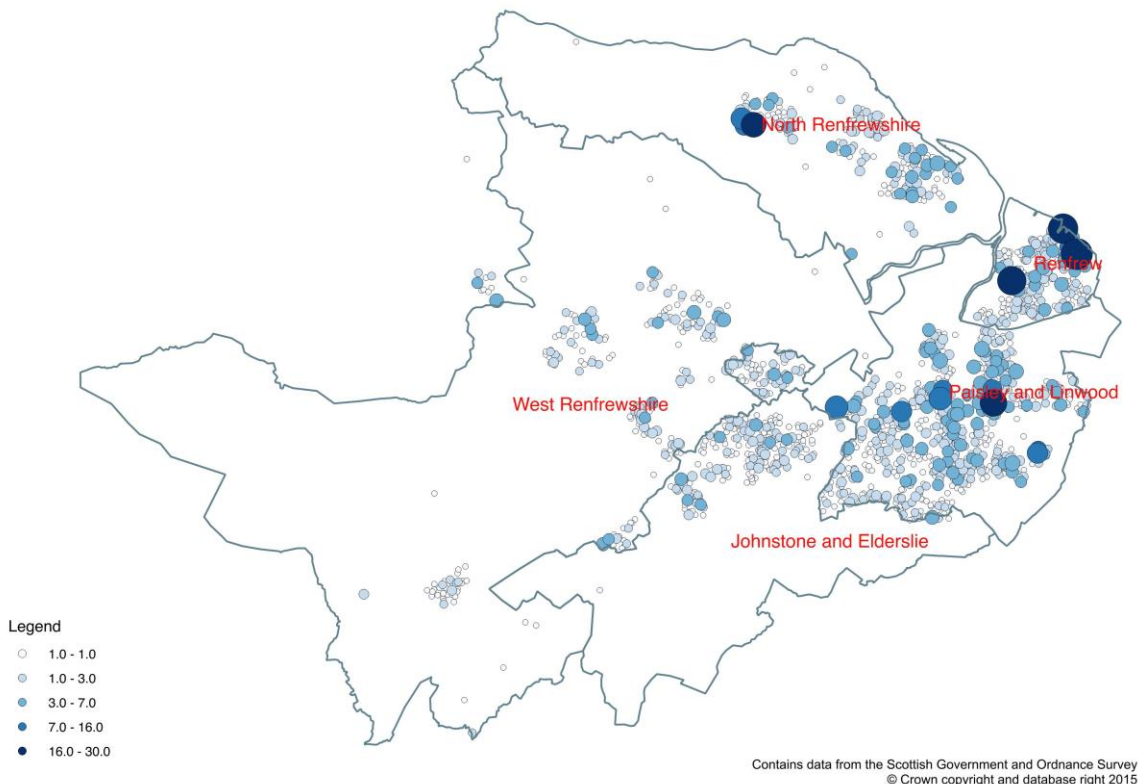 North Renfrewshire
Renfrew
Paisley and Linwood
West Renfrewshire
Johnstone and Elderslie
Legend
1.0 - 1.0
1.0 - 3.0
3.0 - 7.0
7.0 - 16.0
16.0 - 30.0
Contains data from the Scottish Government and Ordnance Survey
© Crown copyright and database right 2015